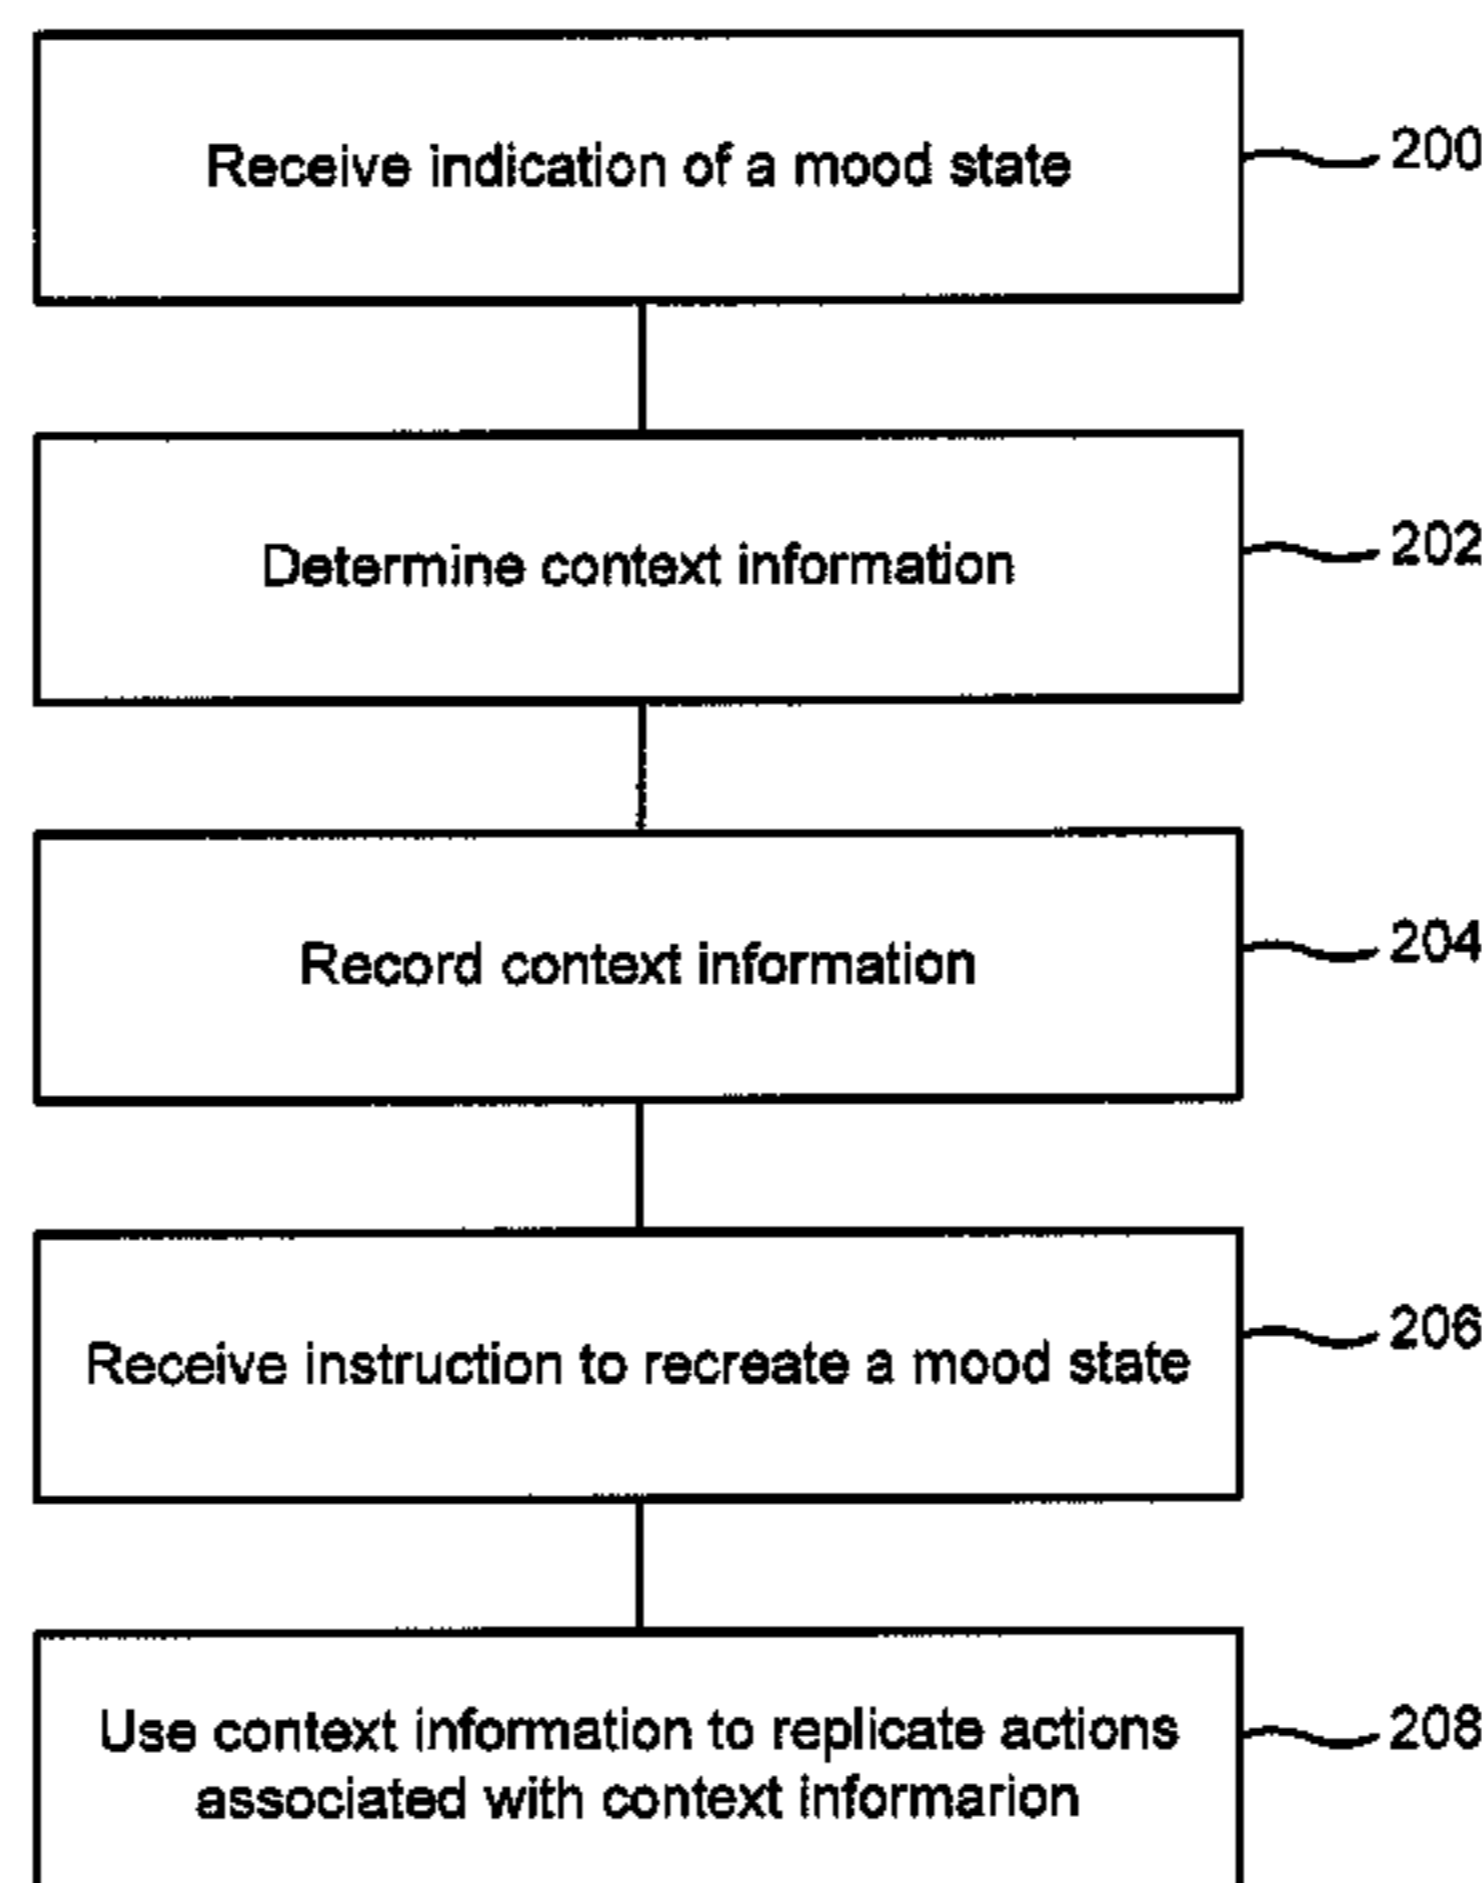 Receive indication of a mood state
200
Determine context information
202
Record context information
204
Receive instruction to recreate a mood state
206
Use context information to replicate actions
associated with context informarion
208